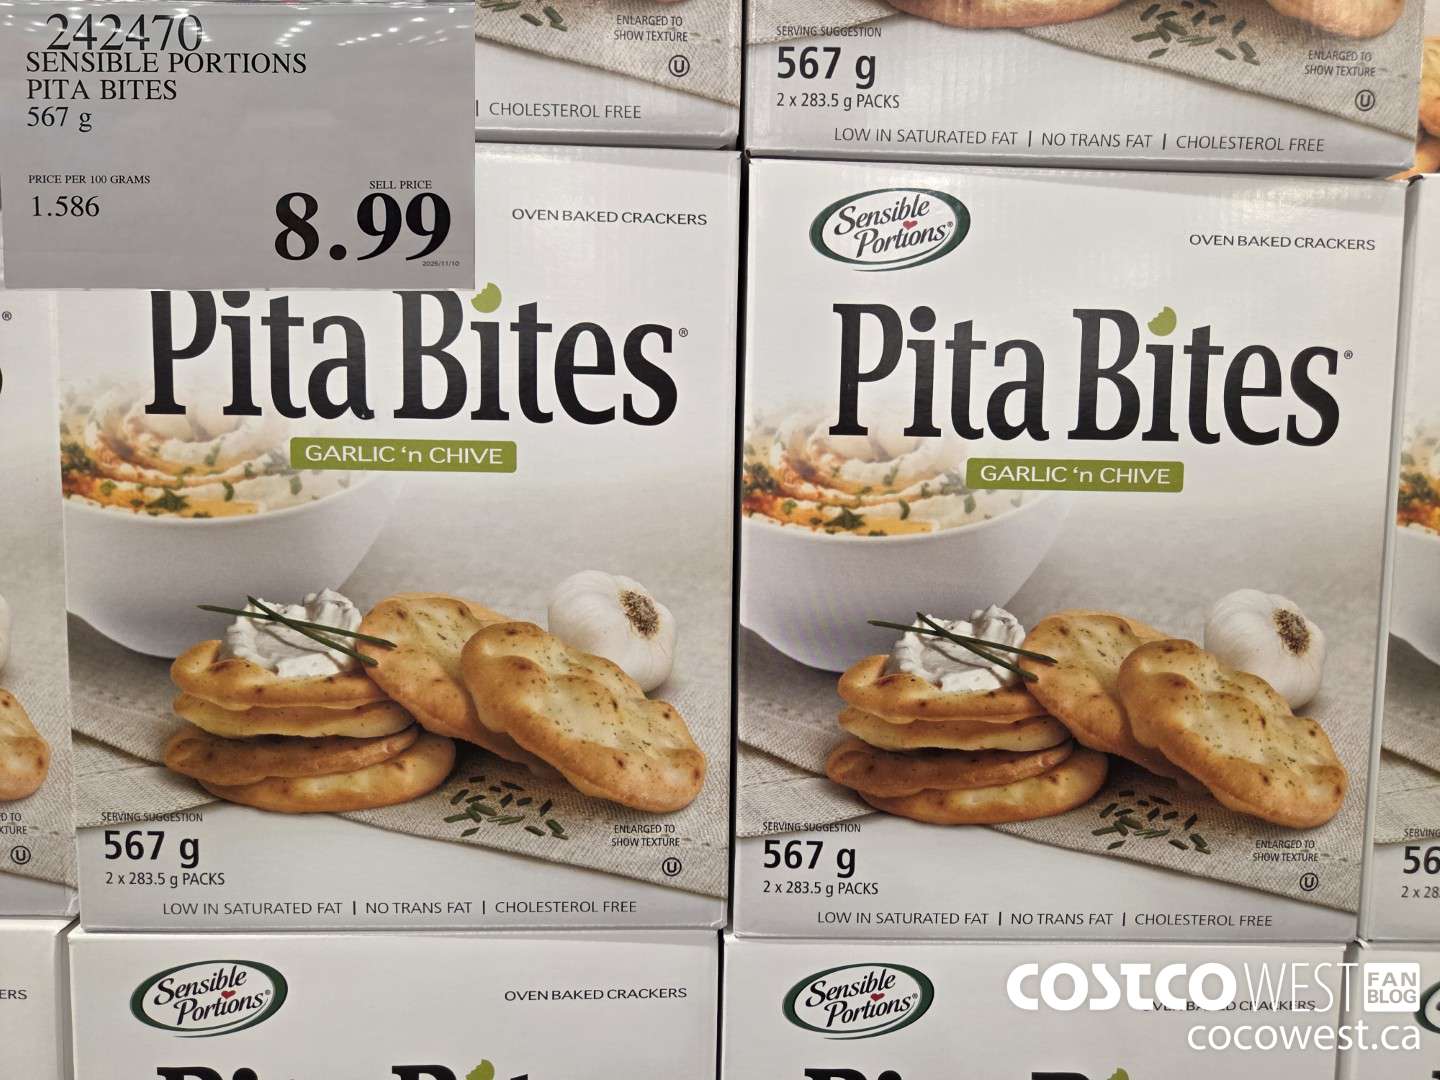 242470
SENSIBLE PORTIONS
PITA BITES
567 g
PRICE PER 100 GRAMS
1.586
SELL PRICE
8.99
2025/11/10
ENLARGED TO
SHOW TEXTURE
U
CHOLESTEROL FREE
SERVING SUGGESTION
567 g
2 x 283.5 g PACKS
ENLARGED TO
SHOW TEXTURE
U
LOW IN SATURATED FAT | NO TRANS FAT | CHOLESTEROL FREE
OVEN BAKED CRACKERS
Pita Bites®
GARLIC ‘n CHIVE
SERVING SUGGESTION
567 g
2 x 283.5 g PACKS
ENLARGED TO
SHOW TEXTURE
U
LOW IN SATURATED FAT | NO TRANS FAT | CHOLESTEROL FREE
Sensible
Portions®
OVEN BAKED CRACKERS
Pita Bites®
GARLIC ‘n CHIVE
SERVING SUGGESTION
567 g
2 x 283.5 g PACKS
ENLARGED TO
SHOW TEXTURE
U
LOW IN SATURATED FAT | NO TRANS FAT | CHOLESTEROL FREE
Sensible
Portions®
OVEN BAKED CRACKERS
Sensible
Portions®
OVEN BAKED CRACKERS
COSTCO WEST FAN
BLOG
cocowest.ca